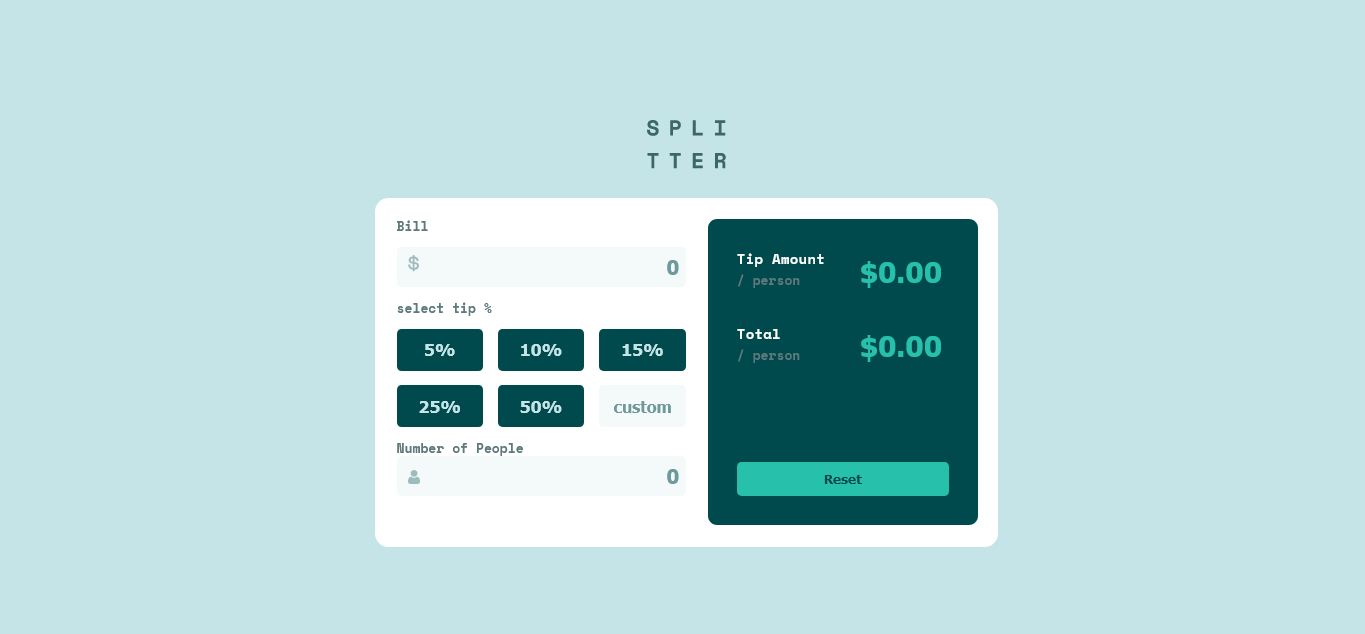 S P L I
T T E R
Bill
$ 0
select tip %
5% 10% 15%
25% 50% custom
Number of People
0
Tip Amount
/ person
$0.00
Total
/ person
$0.00
Reset